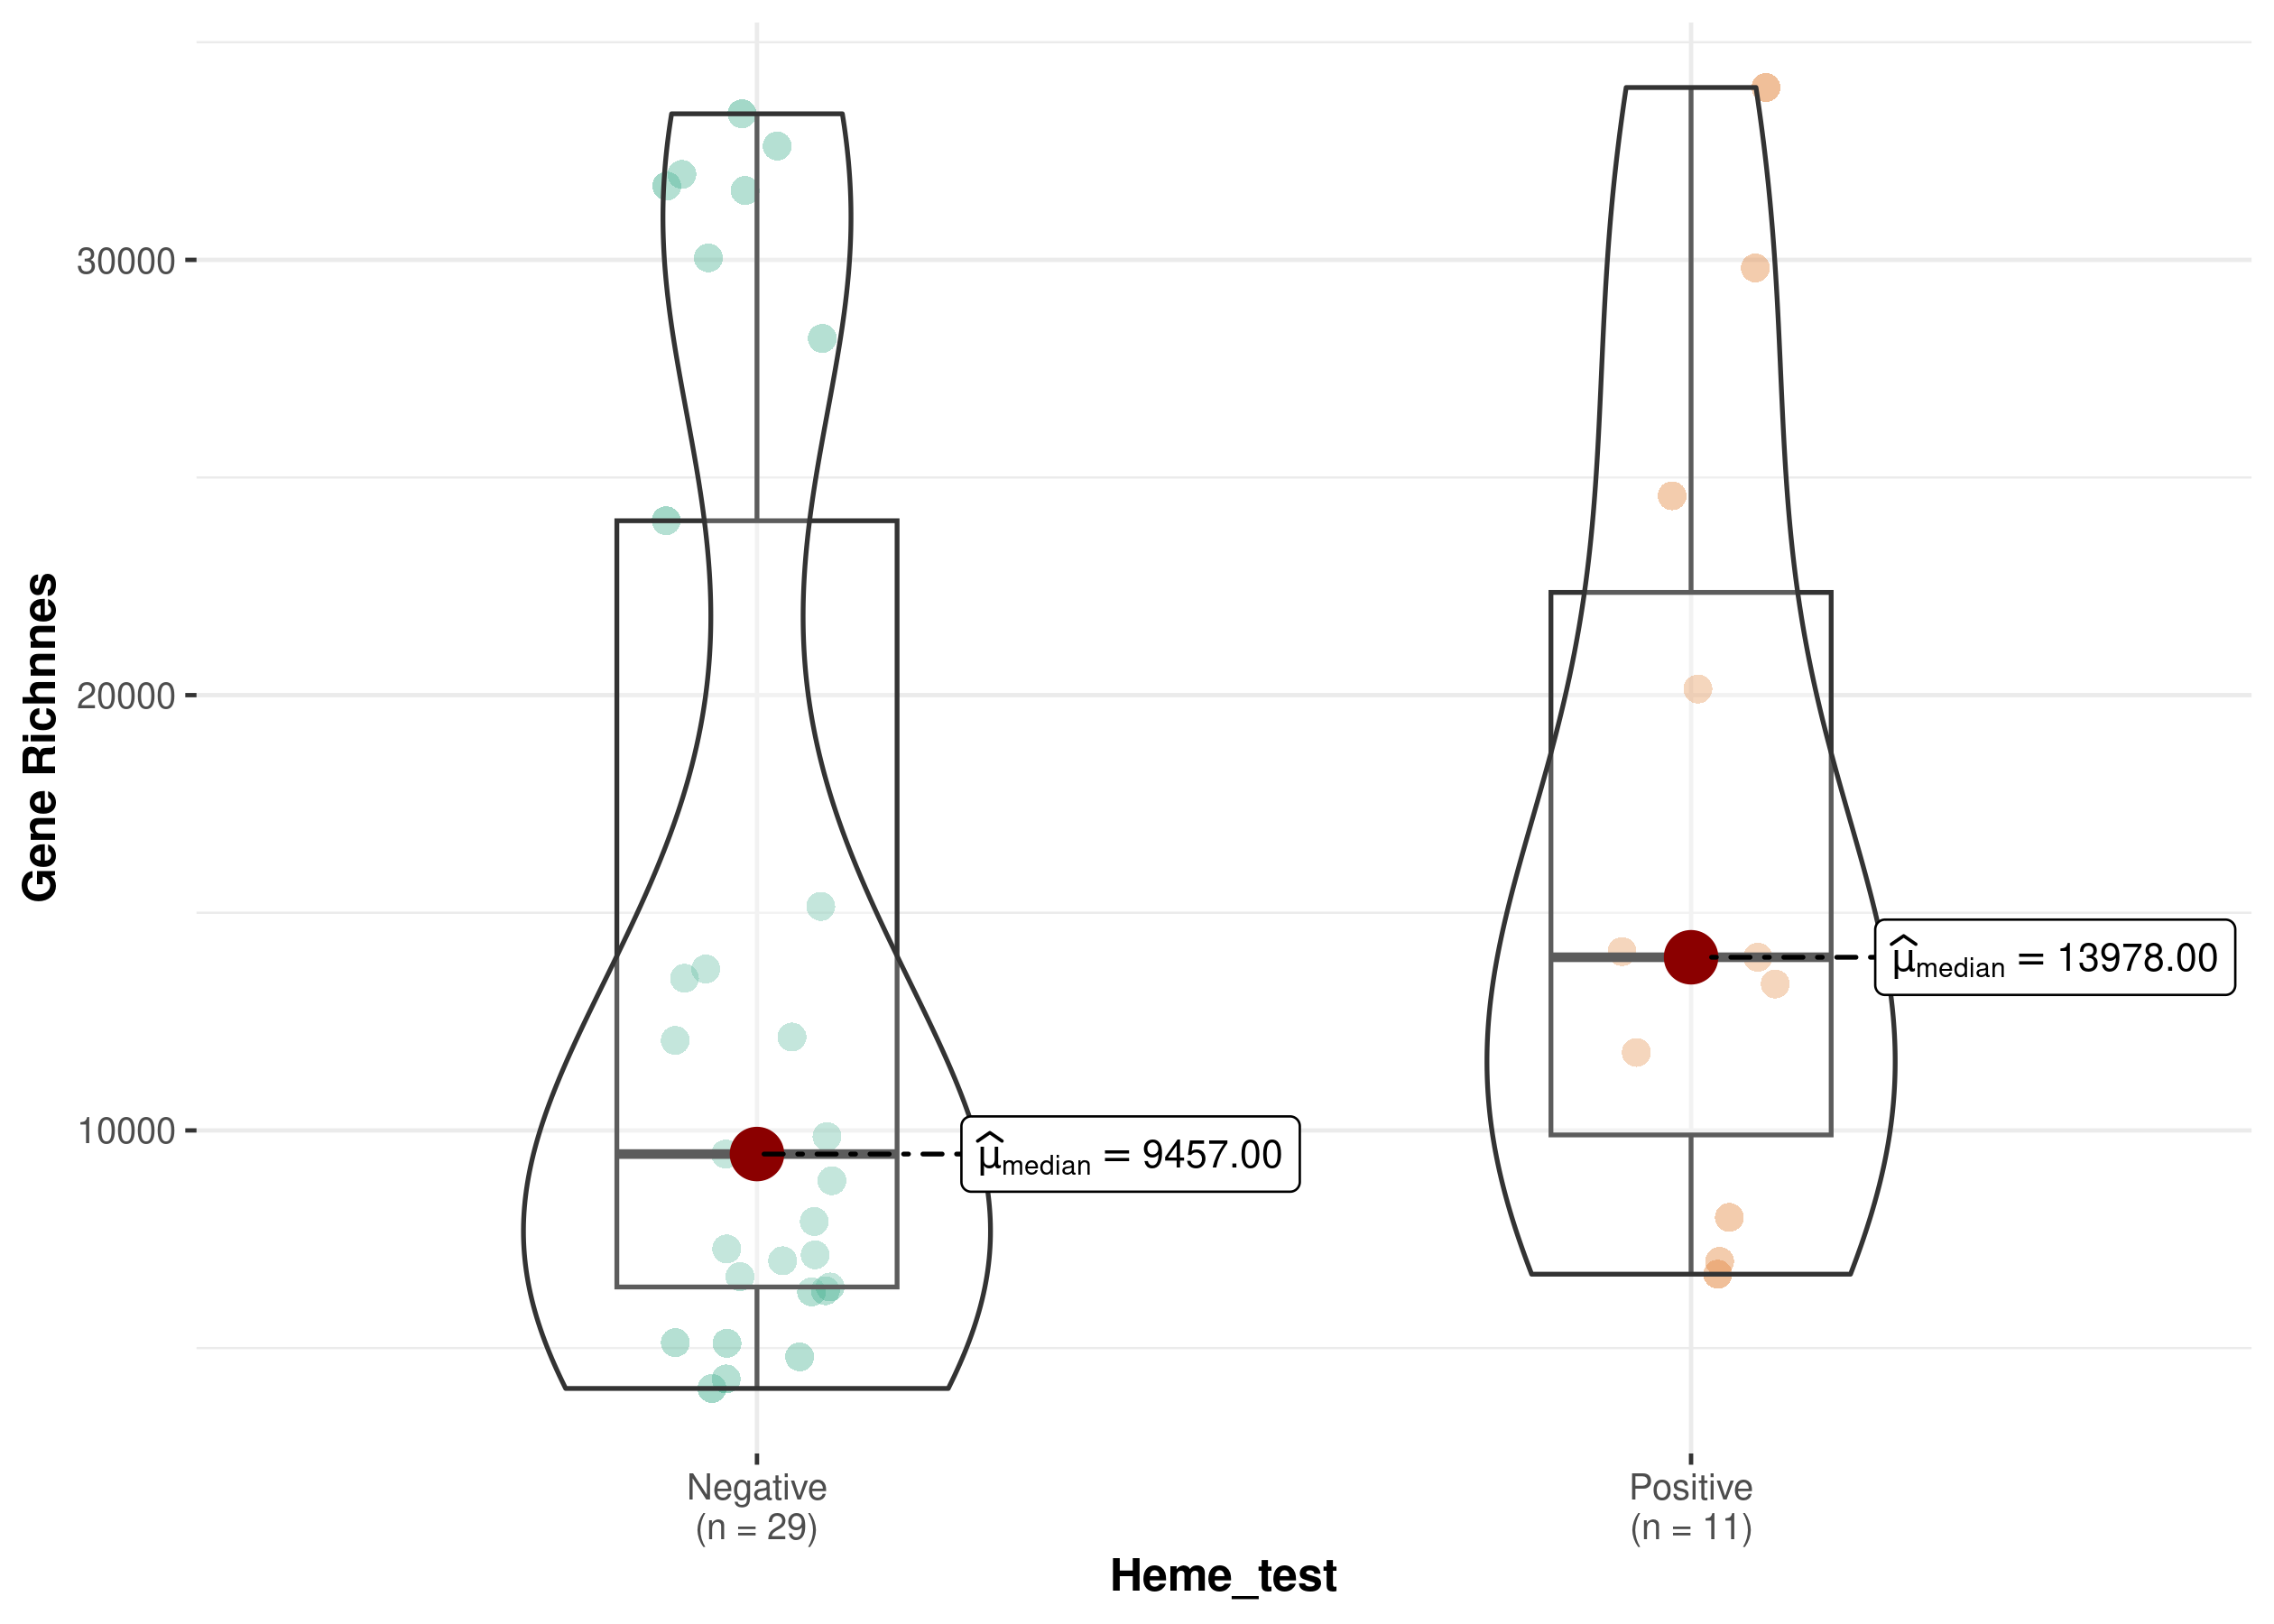 Gene Richnnes
30000
20000
10000
μ̂median = 9457.00
μ̂median = 13978.00
Negative
(n = 29)
Positive
(n = 11)
Heme_test